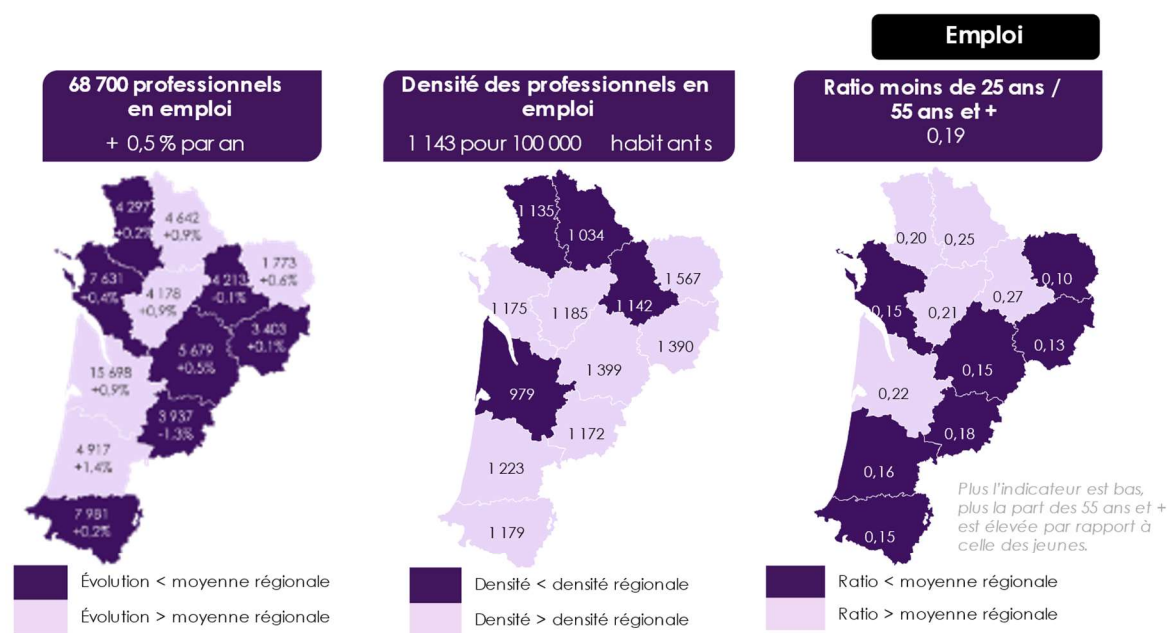 Emploi
68 700 professionnels
en emploi
+ 0,5 % par an
Densité des professionnels en
emploi
1 143 pour 100 000 habitants
Ratio moins de 25 ans /
55 ans et +
0,19
4 297
+0,2%
4 642
+0,9%
7 631
+0,4%
4 178
+0,9%
4 213
-0,1%
1 773
+0,6%
3 403
+0,1%
5 679
+0,5%
15 698
+0,9%
3 937
-1,3%
4 917
+1,4%
7 981
+0,2%
Évolution < moyenne régionale
Évolution > moyenne régionale
1 135
1 034
1 567
1 142
1 175
1 185
1 390
1 399
979
1 172
1 223
1 179
Densité < densité régionale
Densité > densité régionale
0,20
0,25
0,10
0,27
0,15
0,21
0,13
0,15
0,22
0,18
0,16
0,15
Plus l'indicateur est bas,
plus la part des 55 ans et +
est élevée par rapport à
celle des jeunes.
Ratio < moyenne régionale
Ratio > moyenne régionale